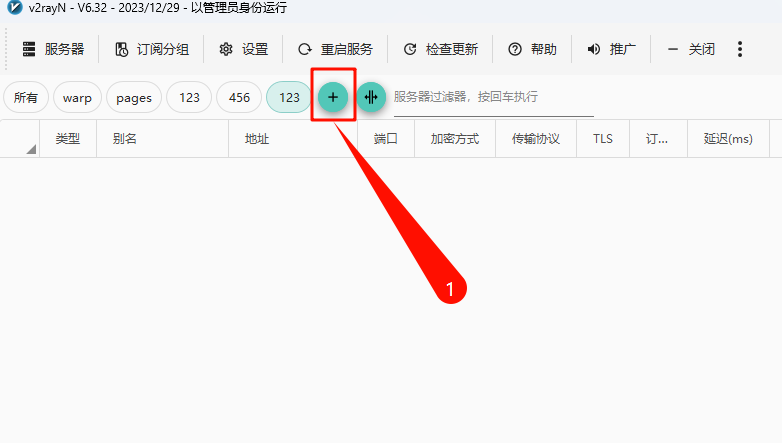 v2rayN - V6.32 - 2023/12/29 - 以管理员身份运行
服务器 订阅分组 设置 重启服务 检查更新 帮助 推广 关闭
所有 warp pages 123 456 123 + 服务器过滤器，按回车执行
类型 别名 地址 端口 加密方式 传输协议 TLS 订... 延迟(ms)
1